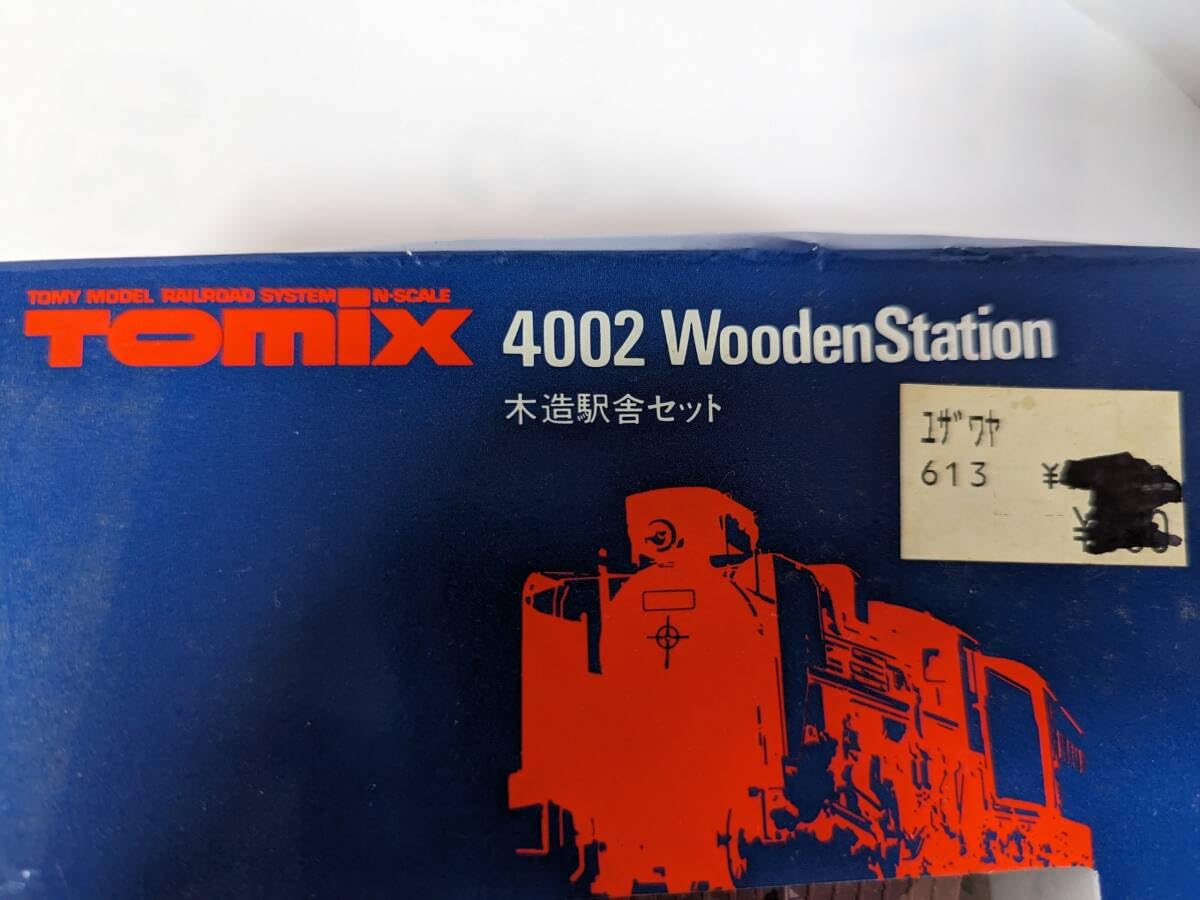 TOMY MODEL RAILROAD SYSTEM N-SCALE
TOMIX 4002 WoodenStation
木造駅舎セット
ﾕｻﾞﾜﾔ
613 ¥
¥